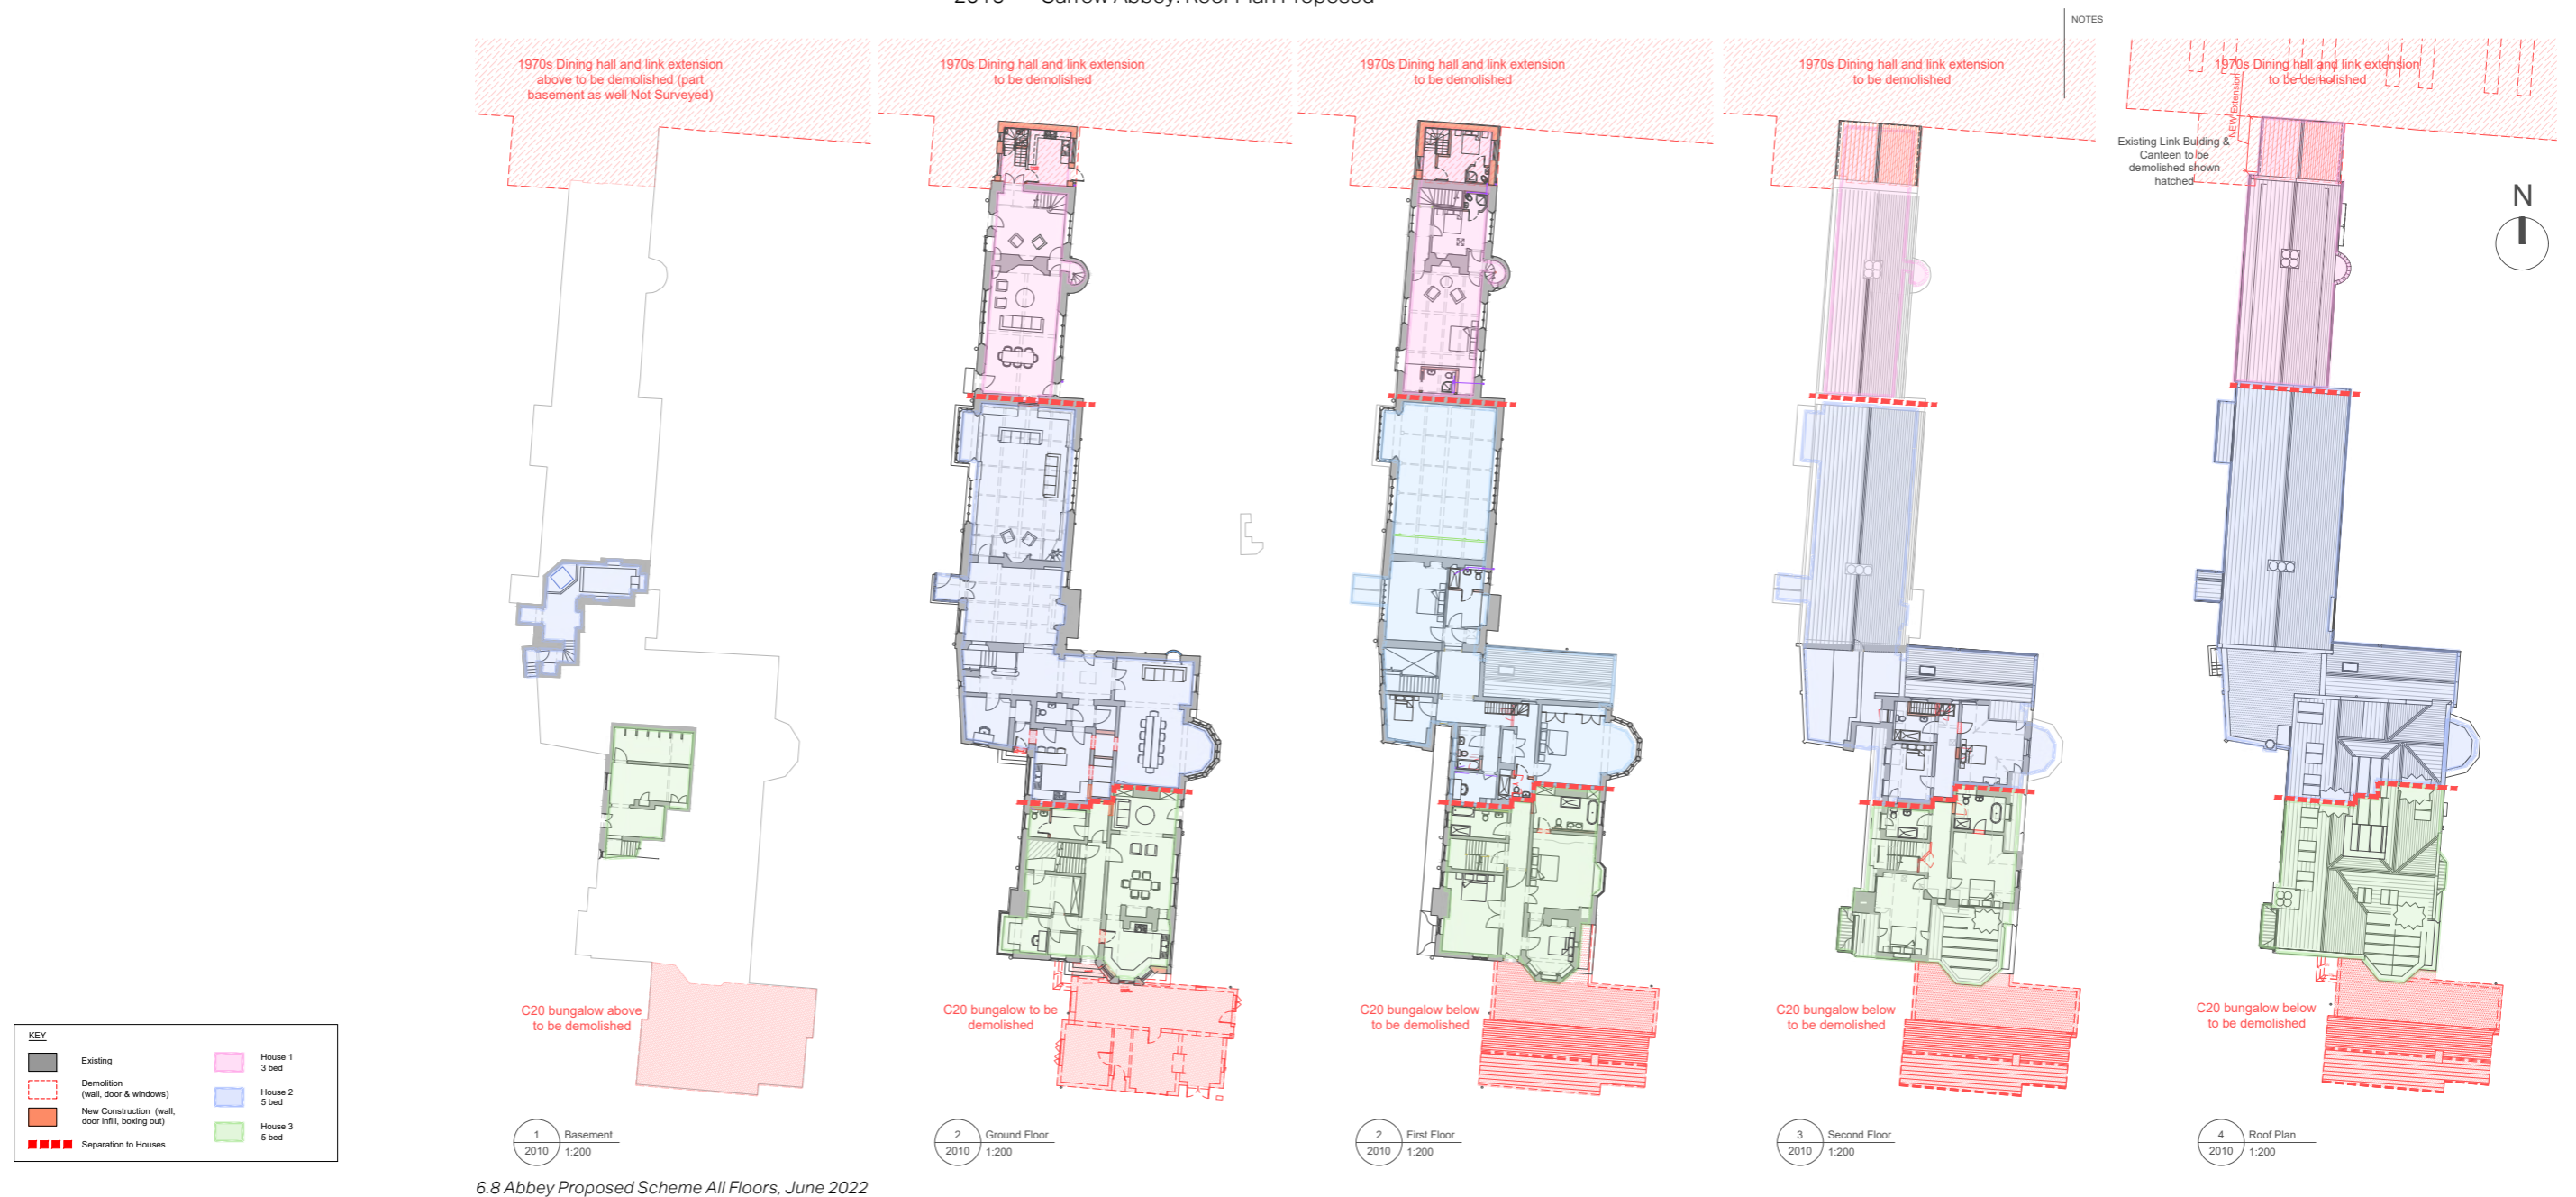 NOTES
1970s Dining hall and link extension
above to be demolished (part
basement as well Not Surveyed)
1970s Dining hall and link extension
to be demolished
1970s Dining hall and link extension
to be demolished
1970s Dining hall and link extension
to be demolished
1970s Dining hall and link extension
to be demolished
NEW Extension
Existing Link Building &
Canteen to be
demolished shown
hatched
N
C20 bungalow above
to be demolished
C20 bungalow to be
demolished
C20 bungalow below
to be demolished
C20 bungalow below
to be demolished
C20 bungalow below
to be demolished
KEY
Existing
Demolition
(wall, door & windows)
New Construction (wall,
door infill, boxing out)
Separation to Houses
House 1
3 bed
House 2
5 bed
House 3
5 bed
1
2010
Basement
1:200
2
2010
Ground Floor
1:200
2
2010
First Floor
1:200
3
2010
Second Floor
1:200
4
2010
Roof Plan
1:200
6.8 Abbey Proposed Scheme All Floors, June 2022